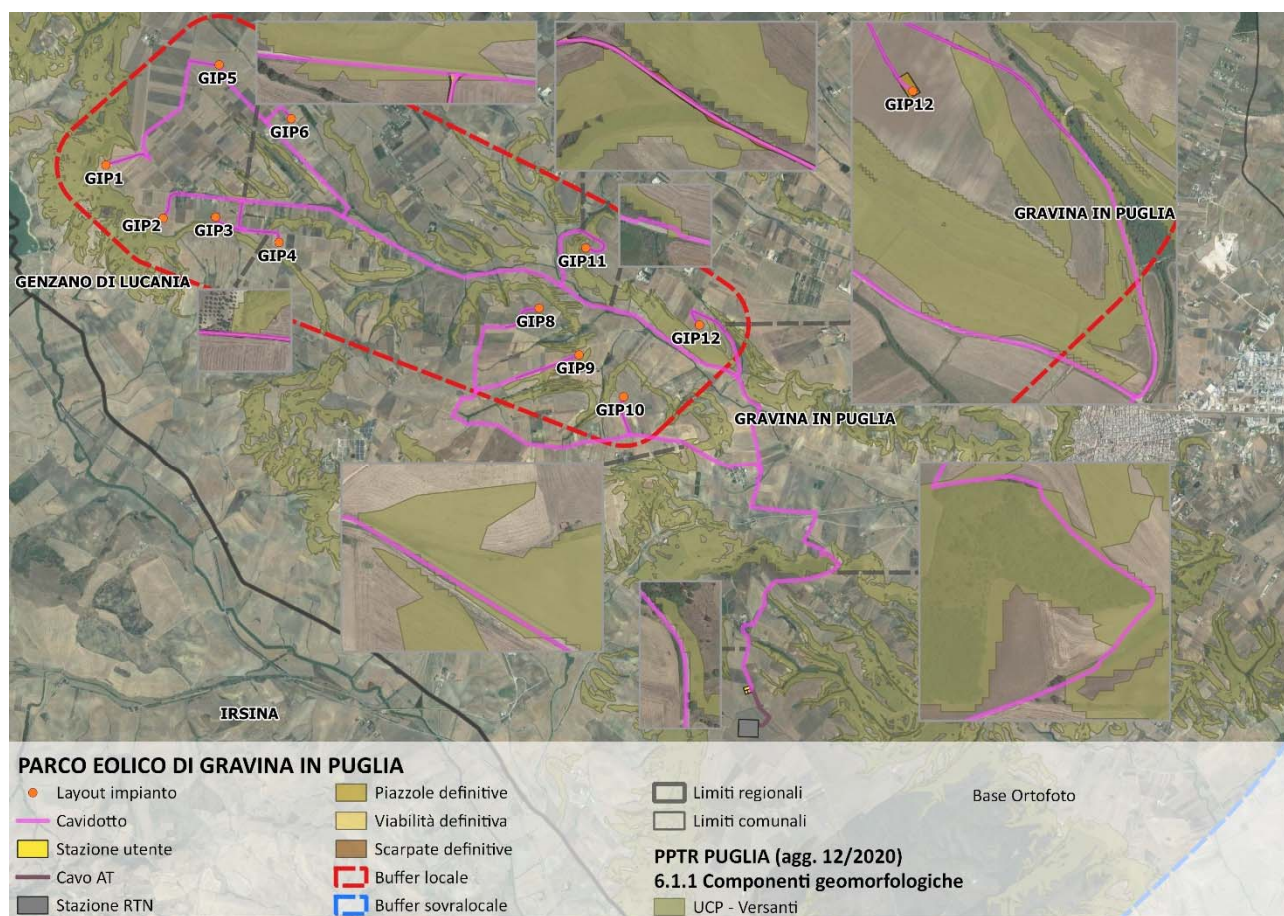 GIP5
GIP6
GIP1
GIP2
GIP3
GIP4
GENZANO DI LUCANIA
GIP11
GIP8
GIP12
GIP9
GIP10
GRAVINA IN PUGLIA
GIP12
GRAVINA IN PUGLIA
IRSINA
PARCO EOLICO DI GRAVINA IN PUGLIA
Layout impianto
Cavidotto
Stazione utente
Cavo AT
Stazione RTN
Piazzole definitive
Viabilità definitiva
Scarpate definitive
Buffer locale
Buffer sovralocale
Limiti regionali
Limiti comunali
PPTR PUGLIA (agg. 12/2020)
6.1.1 Componenti geomorfologiche
UCP - Versanti
Base Ortofoto